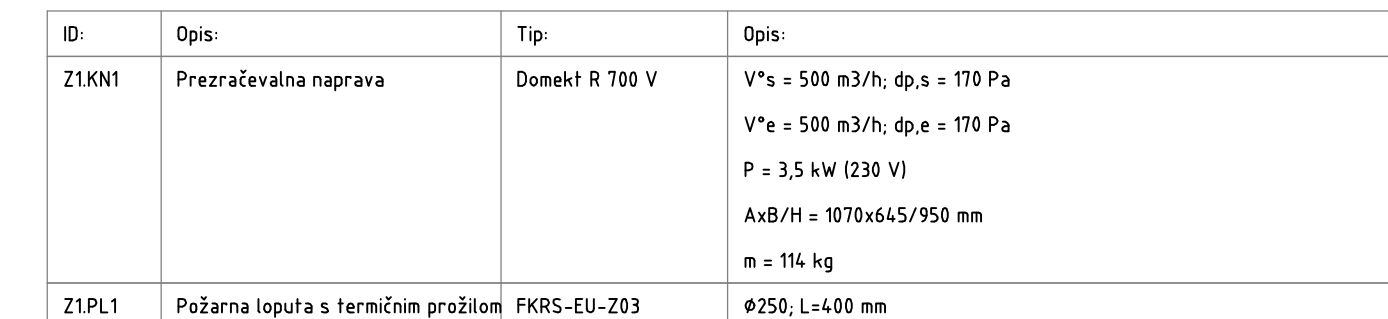 ID: Opis: Tip: Opis:
Z1.KN1 Prezračevalna naprava Domekt R 700 V V°s = 500 m3/h; dp,s = 170 Pa
V°e = 500 m3/h; dp,e = 170 Pa
P = 3,5 kW (230 V)
AxB/H = 1070x645/950 mm
m = 114 kg
Z1.PL1 Požarna loputa s termičnim prožilom FKRS-EU-Z03 Ø250; L=400 mm